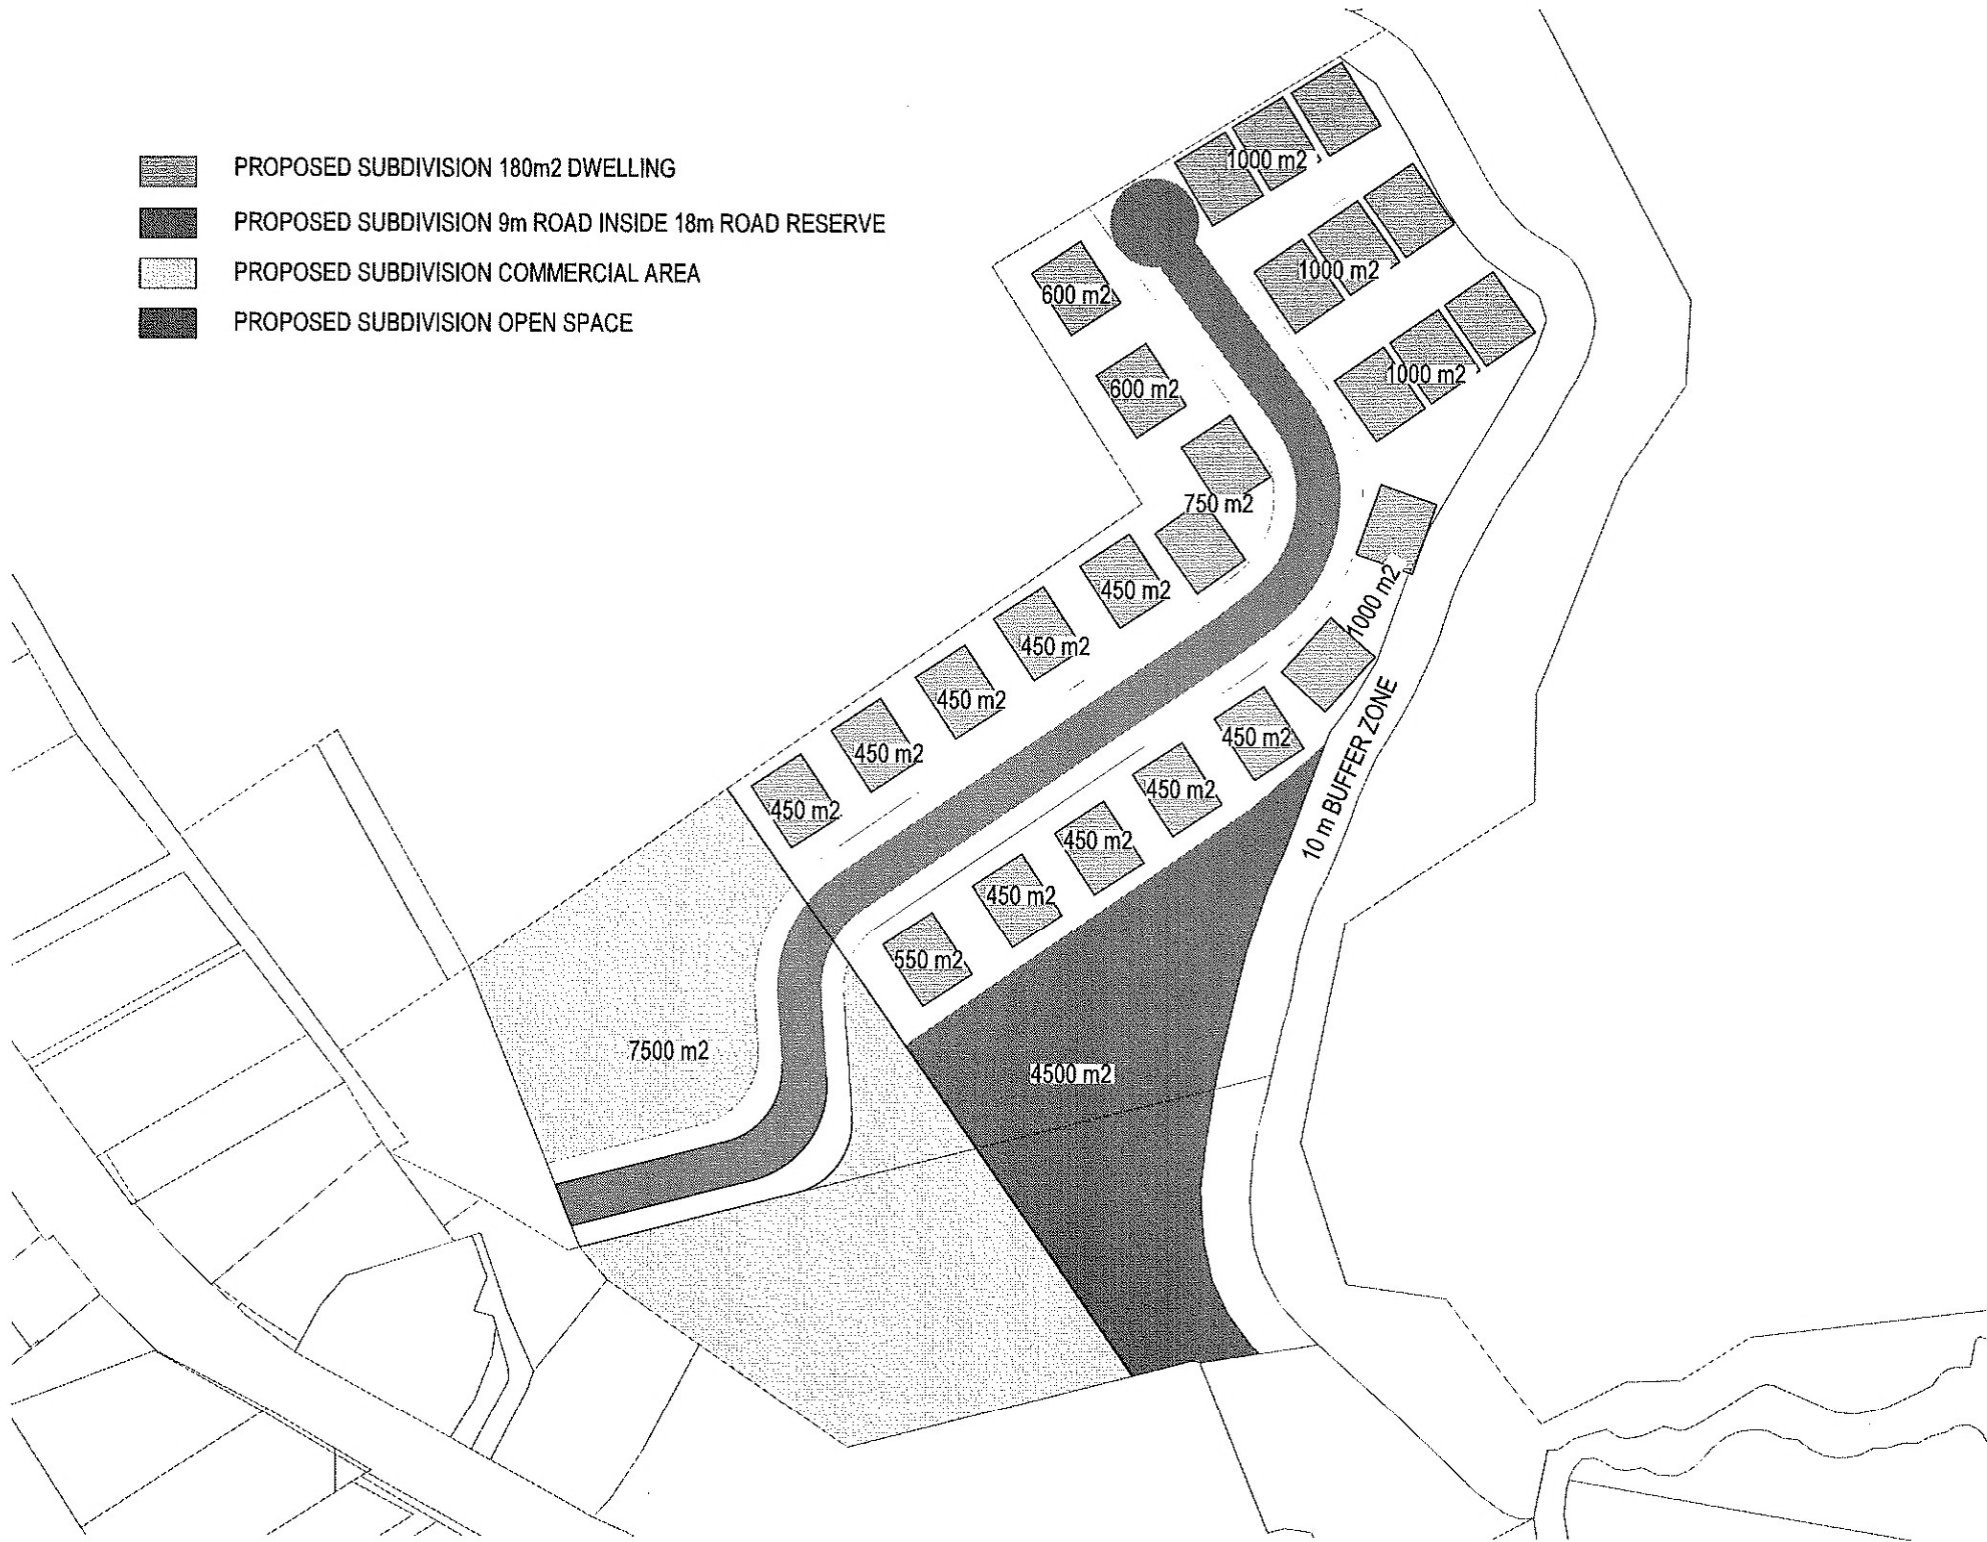 PROPOSED SUBDIVISION 180m2 DWELLING
PROPOSED SUBDIVISION 9m ROAD INSIDE 18m ROAD RESERVE
PROPOSED SUBDIVISION COMMERCIAL AREA
PROPOSED SUBDIVISION OPEN SPACE
1000 m2
1000 m2
600 m2
1000 m2
600 m2
750 m2
450 m2
1000 m2
450 m2
450 m2
450 m2
450 m2
450 m2
450 m2
450 m2
450 m2
550 m2
10 m BUFFER ZONE
7500 m2
4500 m2